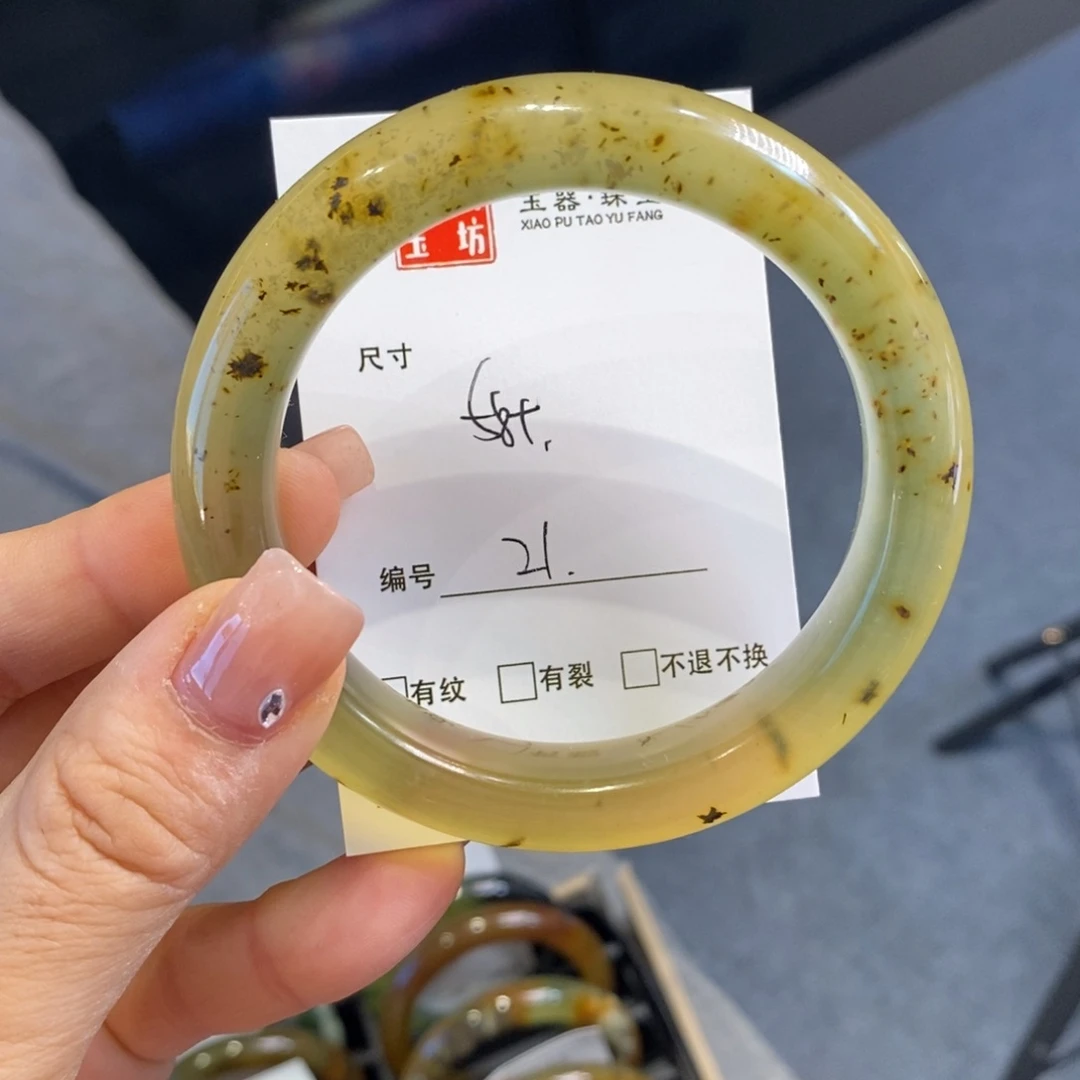 玉坊
玉器·珠宝
XIAO PU TAO YU FANG
尺寸
58+.
编号 21.
有纹 有裂 不退不换